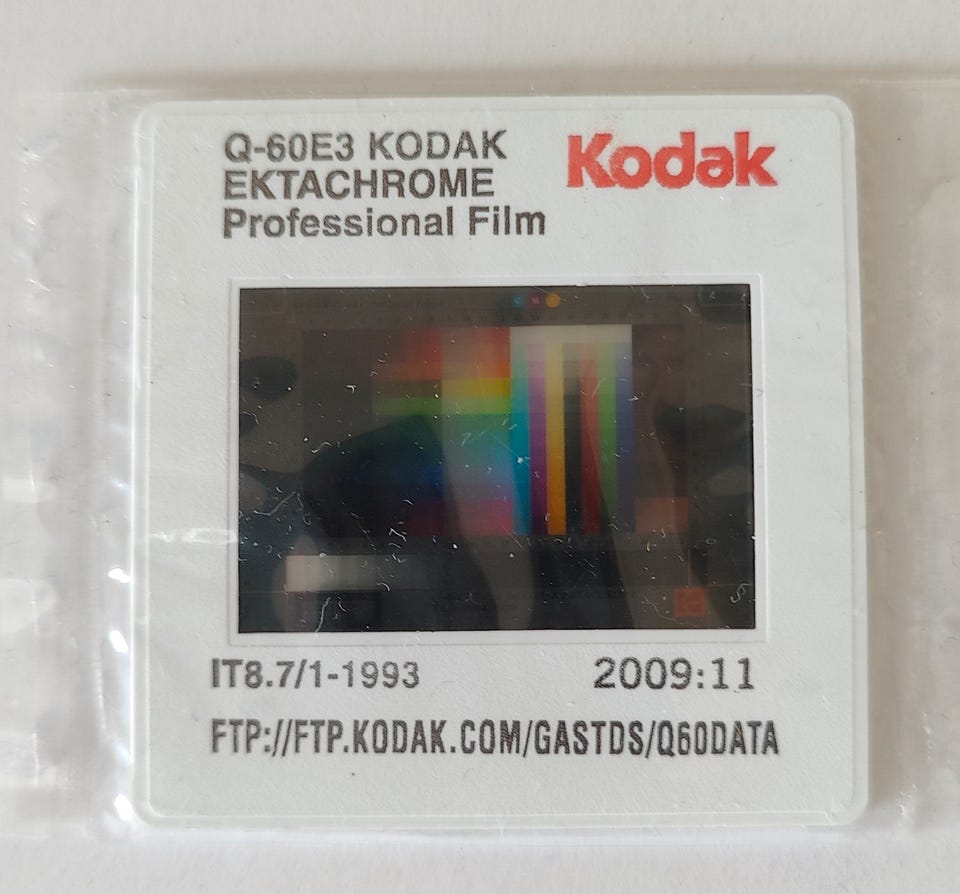 Q-60E3 KODAK
EKTACHROME
Professional Film
Kodak
IT8.7/1-1993
2009:11
FTP://FTP.KODAK.COM/GASTDS/Q60DATA